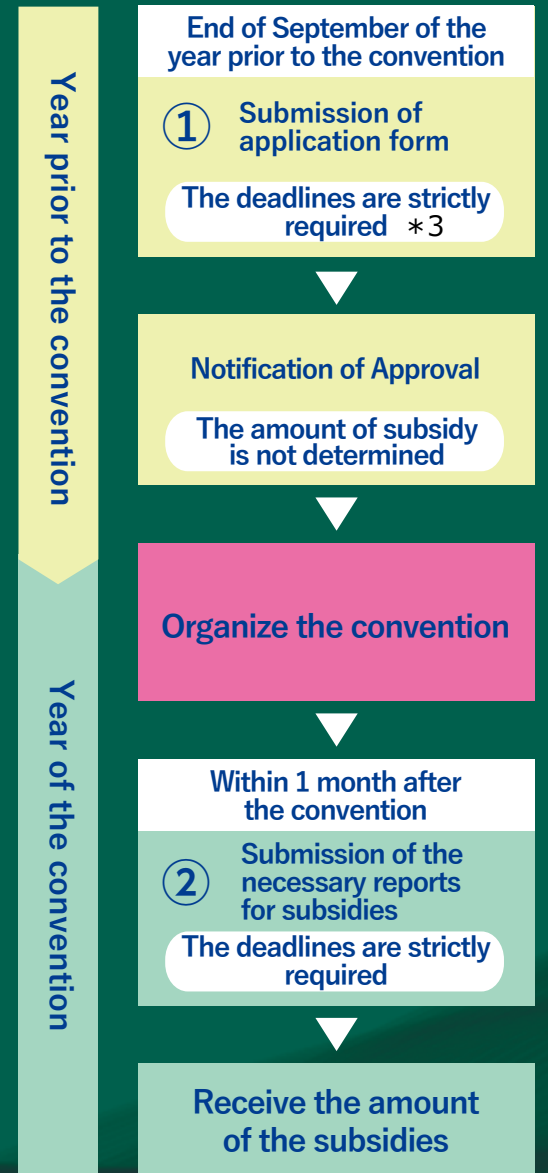 Year prior to the convention
End of September of the
year prior to the convention
① Submission of
application form
The deadlines are strictly
required *3
Notification of Approval
The amount of subsidy
is not determined
Organize the convention
Year of the convention
Within 1 month after
the convention
② Submission of the
necessary reports
for subsidies
The deadlines are strictly
required
Receive the amount
of the subsidies